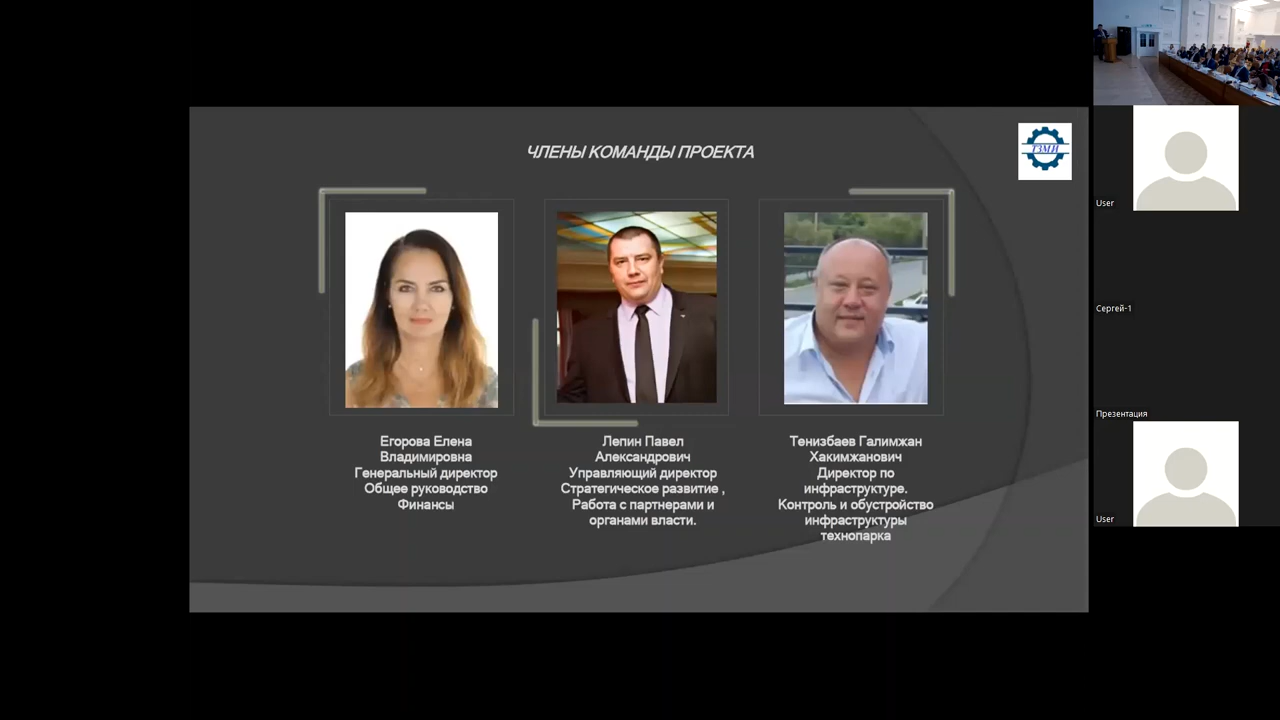 ЧЛЕНЫ КОМАНДЫ ПРОЕКТА
ТЗМИ
Егорова Елена
Владимировна
Генеральный директор
Общее руководство
Финансы
Лепин Павел
Александрович
Управляющий директор
Стратегическое развитие ,
Работа с партнерами и
органами власти.
Тенизбаев Галимжан
Хакимжанович
Директор по
инфраструктуре.
Контроль и обустройство
инфраструктуры
технопарка
User
Сергей-1
Презентация
User